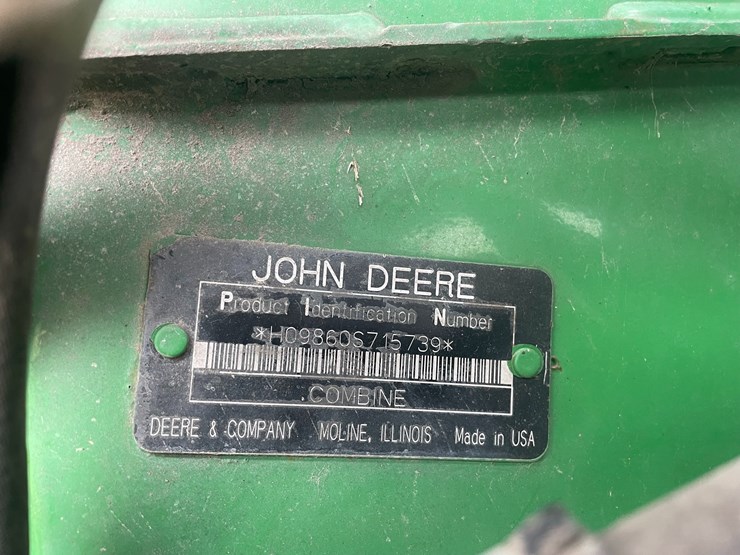 JOHN DEERE
Product Identification Number
*H09860S715739*
COMBINE
DEERE & COMPANY MOLINE, ILLINOIS Made in USA